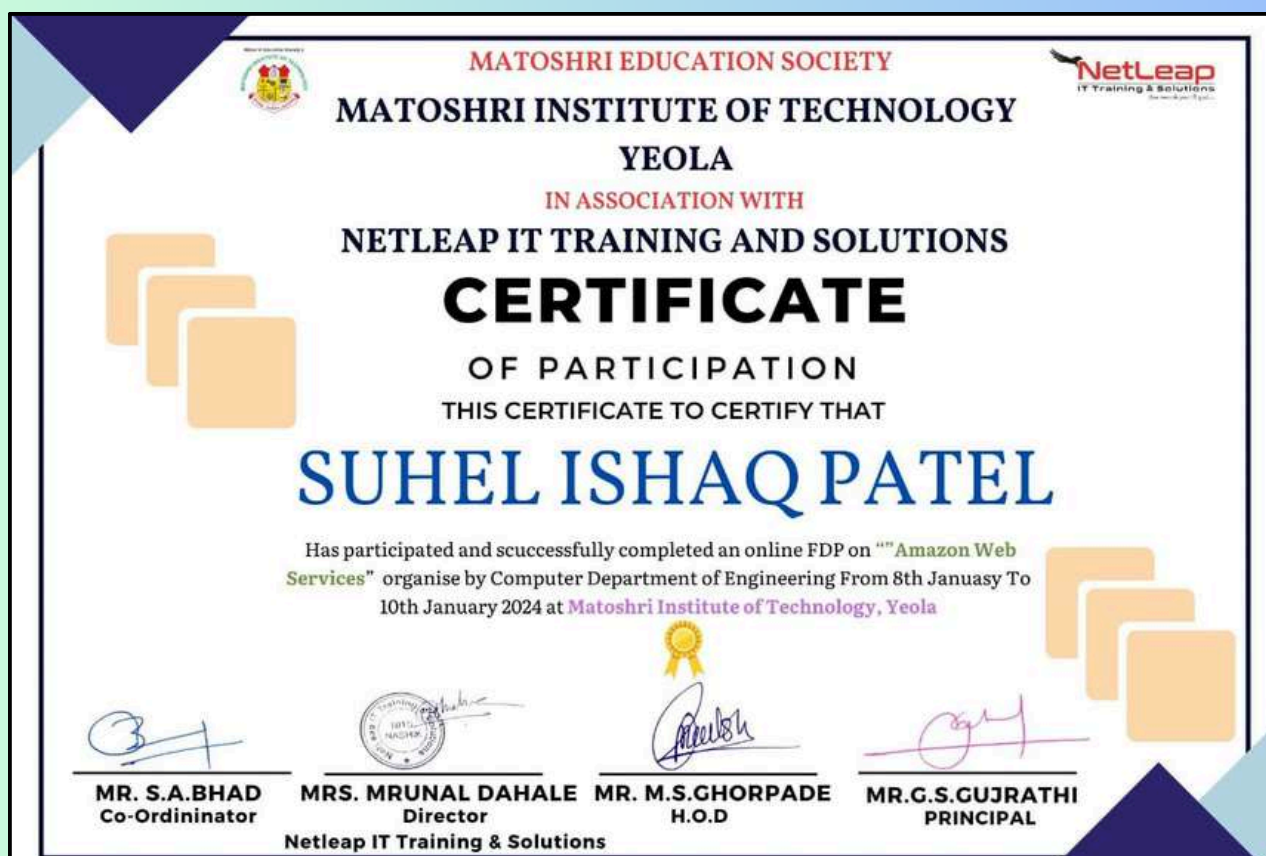 MATOSHRI EDUCATION SOCIETY
MATOSHRI INSTITUTE OF TECHNOLOGY
YEOLA
IN ASSOCIATION WITH
NETLEAP IT TRAINING AND SOLUTIONS
NetLeap
IT Training & Solutions
CERTIFICATE
OF PARTICIPATION
THIS CERTIFICATE TO CERTIFY THAT
SUHEL ISHAQ PATEL
Has participated and scuccessfully completed an online FDP on “”Amazon Web
Services” organise by Computer Department of Engineering From 8th Januasy To
10th January 2024 at Matoshri Institute of Technology, Yeola
NASHIK
MR. S.A.BHAD
Co-Ordininator
MRS. MRUNAL DAHALE
Director
Netleap IT Training & Solutions
MR. M.S.GHORPADE
H.O.D
MR.G.S.GUJRATHI
PRINCIPAL